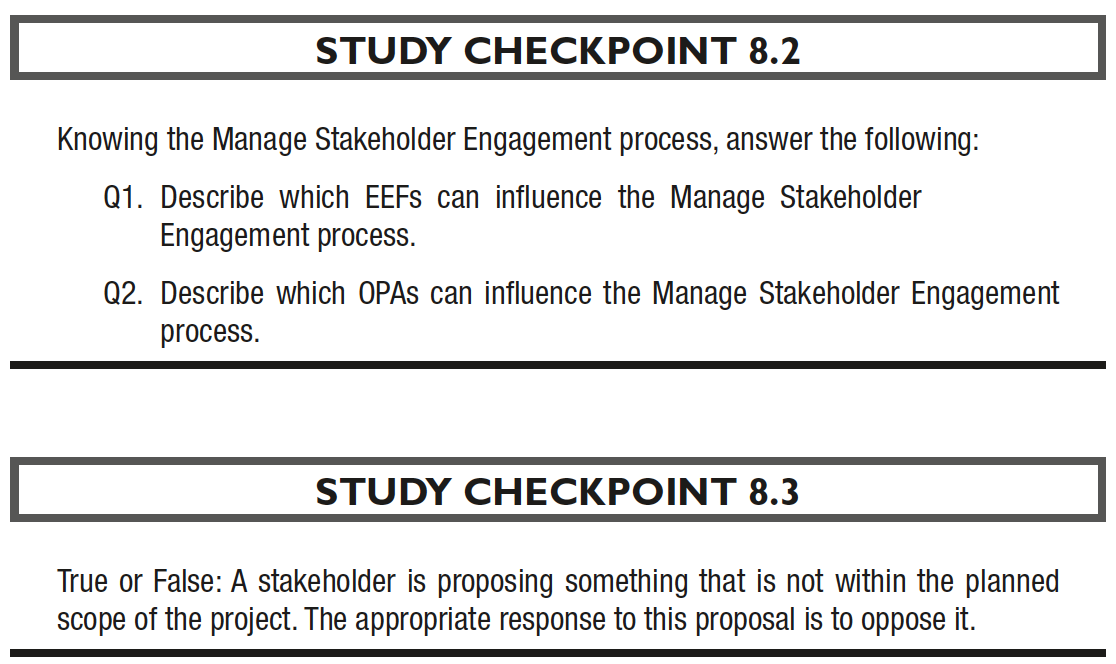 STUDY CHECKPOINT 8.2
Knowing the Manage Stakeholder Engagement process, answer the following:
Q1. Describe which EEFs can influence the Manage Stakeholder
Engagement process.
Q2. Describe which OPAs can influence the Manage Stakeholder Engagement
process.
STUDY CHECKPOINT 8.3
True or False: A stakeholder is proposing something that is not within the planned
scope of the project. The appropriate response to this proposal is to oppose it.